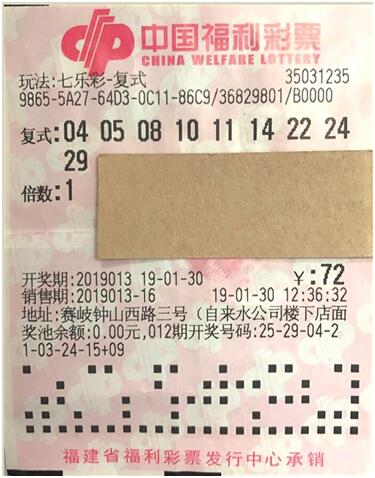 中国福利彩票
CHINA WELFARE LOTTERY
玩法:七乐彩-复式 35031235
9865-5A27-64D3-0C11-86C9/36829801/B0000
复式:04 05 08 10 11 14 22 24
29
倍数:1
开奖期:2019013 19-01-30 ¥:72
销售期:2019013-16 19-01-30 12:36:32
地址:赛岐钟山西路三号(自来水公司楼下店面
奖池余额:0.00元,012期开奖号码:25-29-04-2
1-03-24-15+09
福建省福利彩票发行中心承销